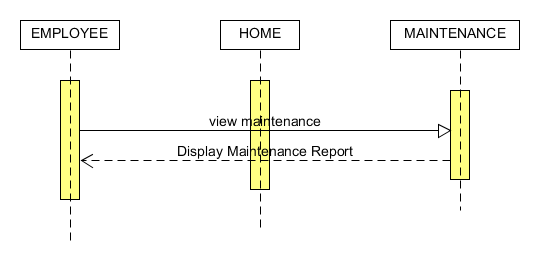 EMPLOYEE
HOME
MAINTENANCE
view maintenance
Display Maintenance Report